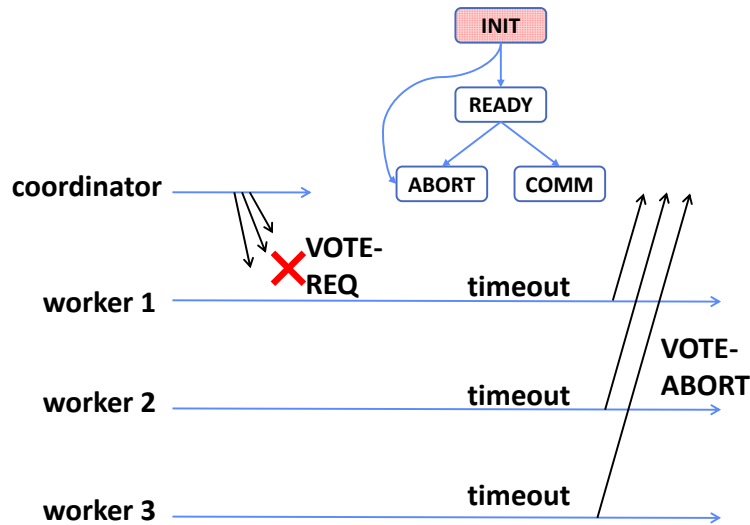 INIT
READY
ABORT
COMM
coordinator
VOTE-
REQ
worker 1
timeout
VOTE-
ABORT
worker 2
timeout
worker 3
timeout